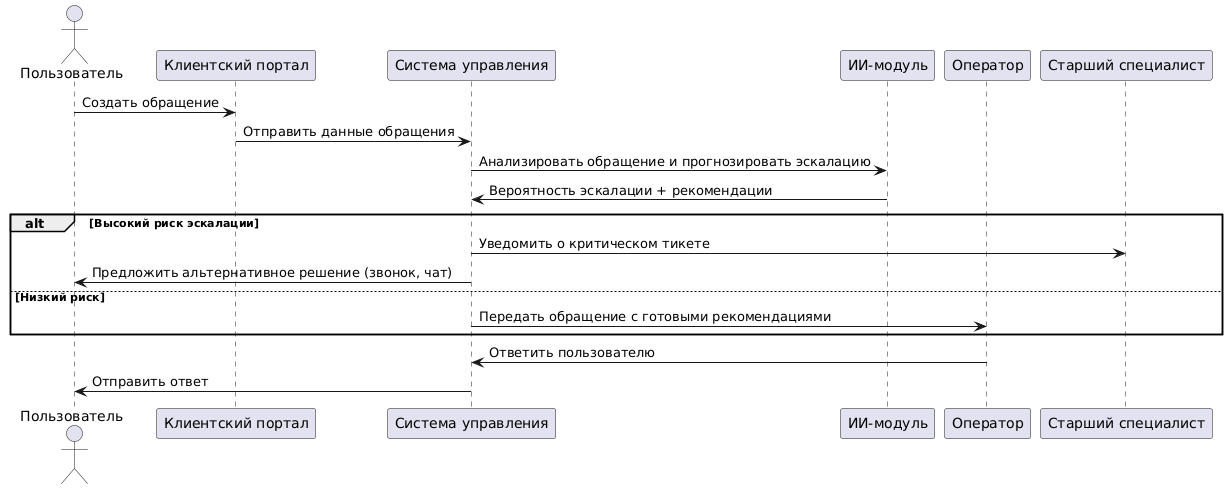 Пользователь
Клиентский портал
Система управления
ИИ-модуль
Оператор
Старший специалист
Создать обращение
Отправить данные обращения
Анализировать обращение и прогнозировать эскалацию
Вероятность эскалации + рекомендации
alt
[Высокий риск эскалации]
Уведомить о критическом тикете
Предложить альтернативное решение (звонок, чат)
[Низкий риск]
Передать обращение с готовыми рекомендациями
Ответить пользователю
Отправить ответ
Пользователь
Клиентский портал
Система управления
ИИ-модуль
Оператор
Старший специалист